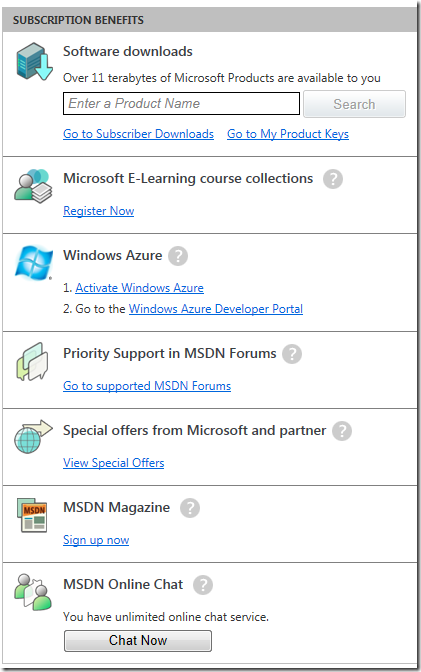 SUBSCRIPTION BENEFITS
Software downloads
Over 11 terabytes of Microsoft Products are available to you
Enter a Product Name
Search
Go to Subscriber Downloads Go to My Product Keys
Microsoft E-Learning course collections ?
Register Now
Windows Azure ?
1. Activate Windows Azure
2. Go to the Windows Azure Developer Portal
Priority Support in MSDN Forums ?
Go to supported MSDN Forums
Special offers from Microsoft and partner ?
View Special Offers
MSDN
MSDN Magazine ?
Sign up now
MSDN Online Chat ?
You have unlimited online chat service.
Chat Now